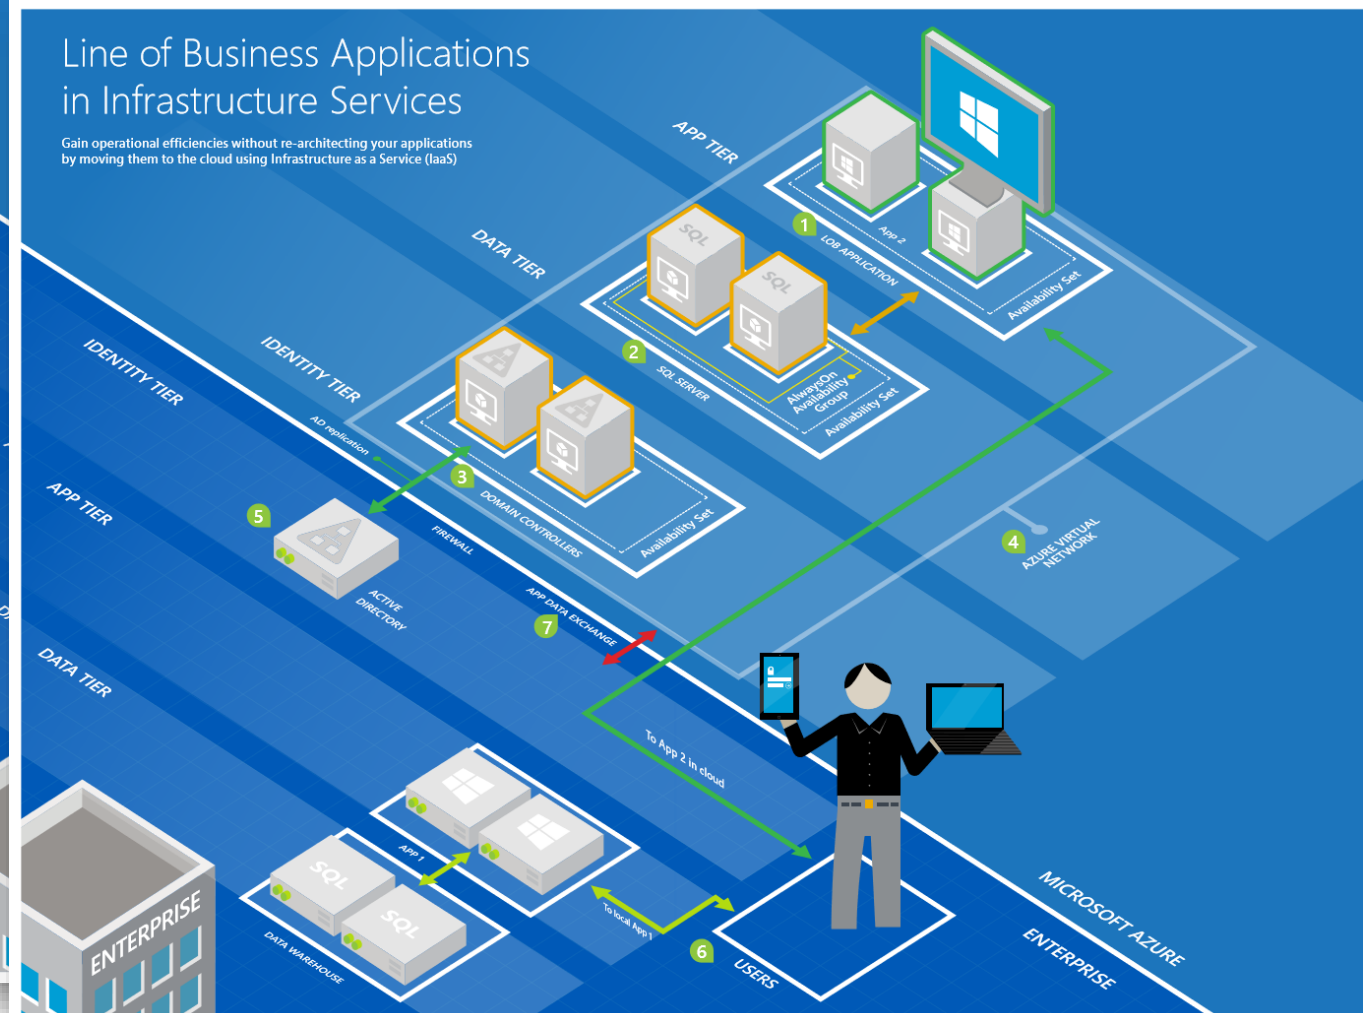 Line of Business Applications
in Infrastructure Services
Gain operational efficiencies without re-architecting your applications
by moving them to the cloud using Infrastructure as a Service (IaaS)
APP TIER
1
LOB APPLICATION
App 2
Availability Set
DATA TIER
SQL
SQL
2
SQL SERVER
AlwaysOn
Availability
Group
Availability Set
IDENTITY TIER
IDENTITY TIER
AD replication
3
DOMAIN CONTROLLERS
Availability Set
4
AZURE VIRTUAL
NETWORK
APP TIER
5
ACTIVE
DIRECTORY
FIREWALL
APP DATA EXCHANGE
7
DATA TIER
To App 2 in cloud
APP 1
SQL
SQL
DATA WAREHOUSE
To local App 1
6
USERS
ENTERPRISE
MICROSOFT AZURE
ENTERPRISE